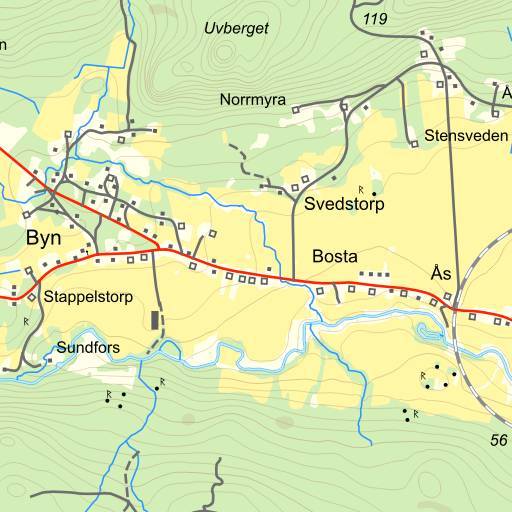 119
Uvberget
n
Norrmyra
Å
Stensveden
R
Svedstorp
Byn
Bosta
Ås
Stappelstorp
R
Sundfors
R
R
R
R
56